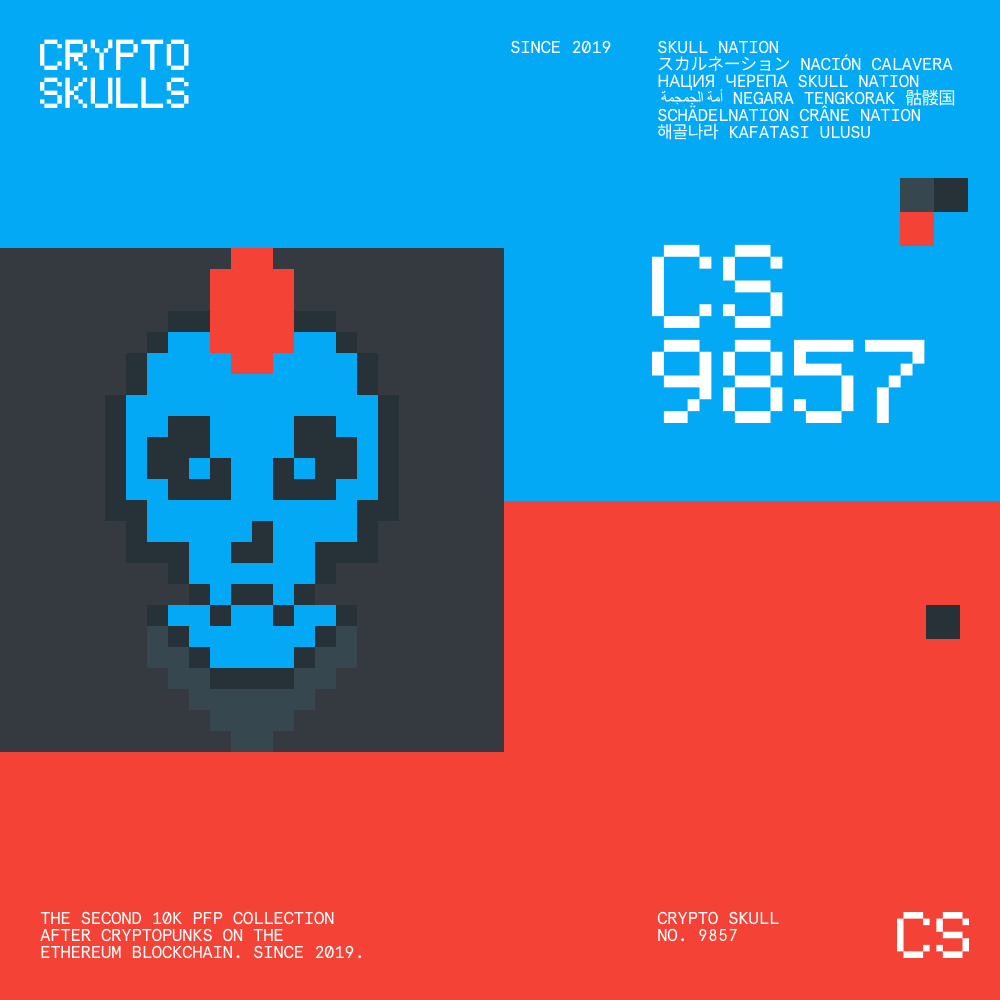 CRYPTO
SKULLS
SINCE 2019
SKULL NATION
スカルネーション NACIÓN CALAVERA
НАЦИЯ ЧЕРЕПА SKULL NATION
أمة الجمجمة NEGARA TENGKORAK 骷髅国
SCHÄDELNATION CRÂNE NATION
해골나라 KAFATASI ULUSU
CS
9857
THE SECOND 10K PFP COLLECTION
AFTER CRYPTOPUNKS ON THE
ETHEREUM BLOCKCHAIN. SINCE 2019.
CRYPTO SKULL
NO. 9857
CS